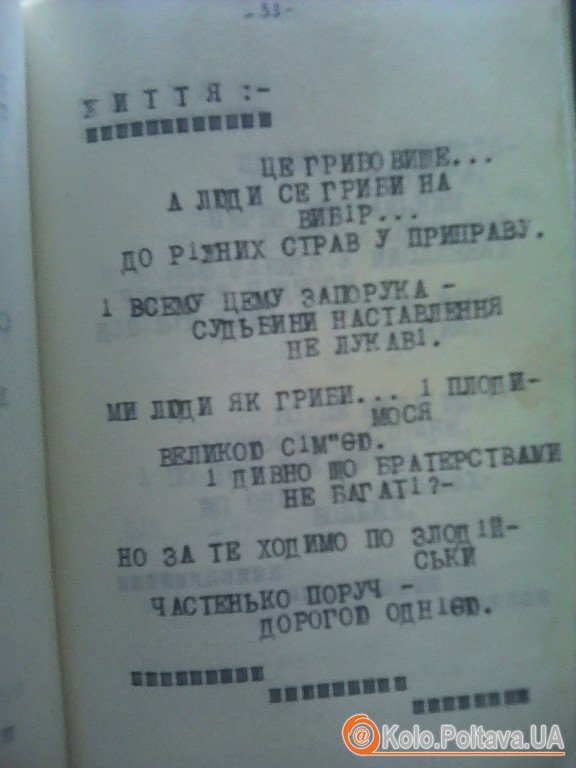 -33-
ЖИТТЯ:-
ЦЕ ГРИБОВИЩЕ...
А ЛЮДИ СЕ ГРИБИ НА
ВИБІР...
ДО РІЗНИХ СТРАВ У ПРИПРАВУ.
І ВСЕМУ ЦЕМУ ЗАПОРУКА -
СУДЬБИНИ НАСТАВЛЕННЯ
НЕ ЛУКАВІ.
МИ ЛЮДИ ЯК ГРИБИ... І ПЛОДИ-
МОСЯ
ВЕЛИКОЮ СІМ"ЄЮ.
І ДИВНО ЩО БРАТЕРСТВАМИ
НЕ БАГАТІ?-
НО ЗА ТЕ ХОДИМО ПО ЗЛОДІЙ-
СЬКИ
ЧАСТЕНЬКО ПОРУЧ -
ДОРОГОЮ ОДНІЄЮ.
@Kolo.Poltava.UA